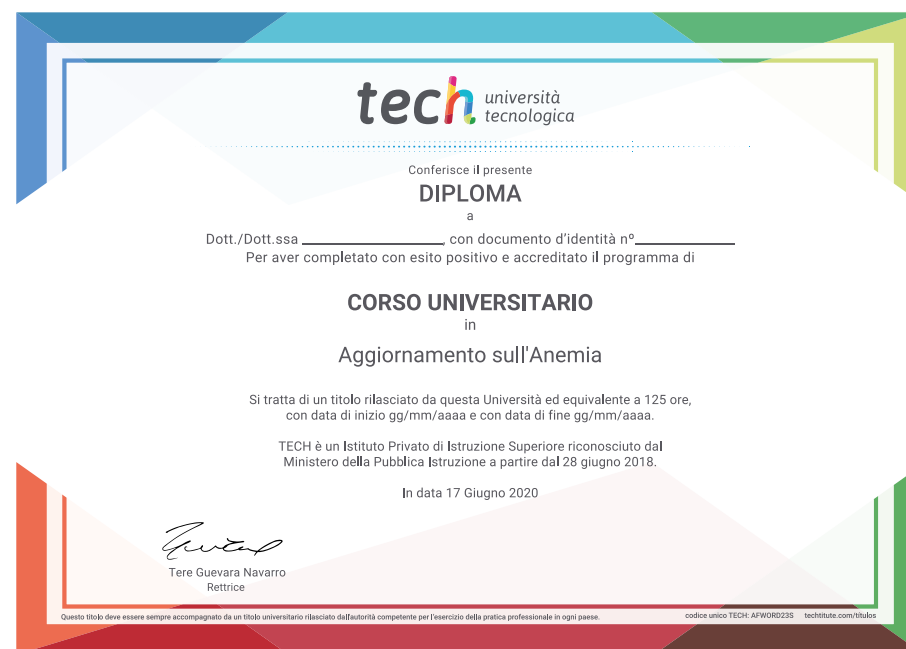 tech università
tecnologica
Conferisce il presente
DIPLOMA
a
Dott./Dott.ssa ____________________, con documento d'identità nº______________
Per aver completato con esito positivo e accreditato il programma di
CORSO UNIVERSITARIO
in
Aggiornamento sull'Anemia
Si tratta di un titolo rilasciato da questa Università ed equivalente a 125 ore,
con data di inizio gg/mm/aaaa e con data di fine gg/mm/aaaa.
TECH è un Istituto Privato di Istruzione Superiore riconosciuto dal
Ministero della Pubblica Istruzione a partire dal 28 giugno 2018.
In data 17 Giugno 2020
Tere Guevara Navarro
Rettrice
Questo titolo deve essere sempre accompagnato da un titolo universitario rilasciato dall'autorità competente per l'esercizio della pratica professionale in ogni paese.
codice unico TECH: AFWORD23S techtitute.com/títulos